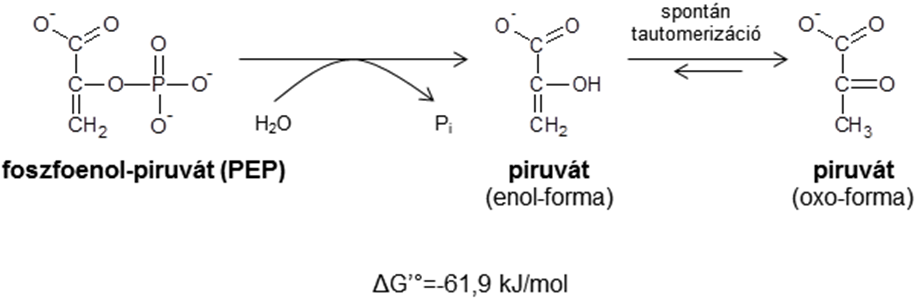 O⁻ O
C
O
C O P O⁻
CH₂ O⁻
H₂O Pᵢ
O⁻ O
C
C OH
CH₂
spontán
tautomerizáció
O⁻ O
C
C O
CH₃
foszfoenol-piruvát (PEP)
piruvát
(enol-forma)
piruvát
(oxo-forma)
ΔG’°=-61,9 kJ/mol